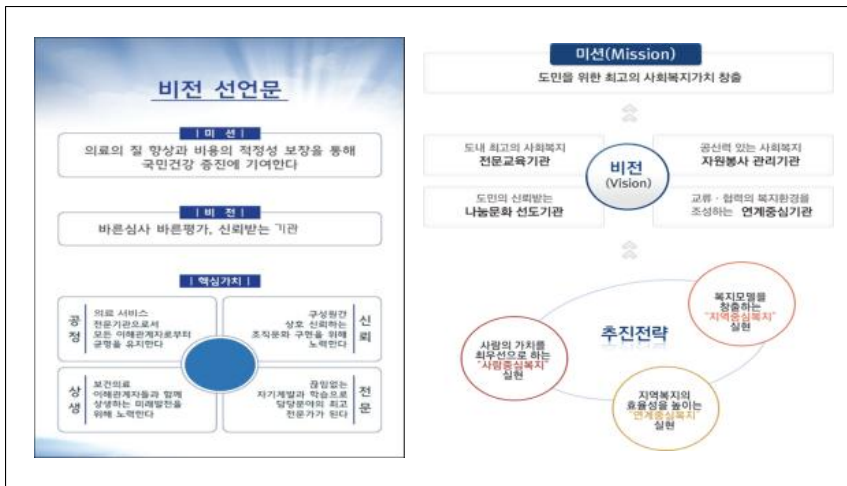 비전 선언문
| 미 션 |
의료의 질 향상과 비용의 적정성 보장을 통해
국민건강 증진에 기여한다
| 비 전 |
바른심사 바른평가, 신뢰받는 기관
| 핵심가치 |
공정
의료 서비스
전문기관으로서
모든 이해관계자로부터
균형을 유지한다
구성원간
상호 신뢰하는
조직문화 구현을 위해
노력한다
신뢰
상생
보건의료
이해관계자들과 함께
상생하는 미래발전을
위해 노력한다
끊임없는
자기계발과 학습으로
담당분야의 최고
전문가가 된다
전문
미션(Mission)
도민을 위한 최고의 사회복지가치 창출
도내 최고의 사회복지
전문교육기관
공신력 있는 사회복지
자원봉사 관리기관
비전
(Vision)
도민의 신뢰받는
나눔문화 선도기관
교류 · 협력의 복지환경을
조성하는 연계중심기관
추진전략
복지모델을
창출하는
"지역중심복지"
실현
사람의 가치를
최우선으로 하는
"사람중심복지"
실현
지역복지의
효율성을 높이는
"연계중심복지"
실현